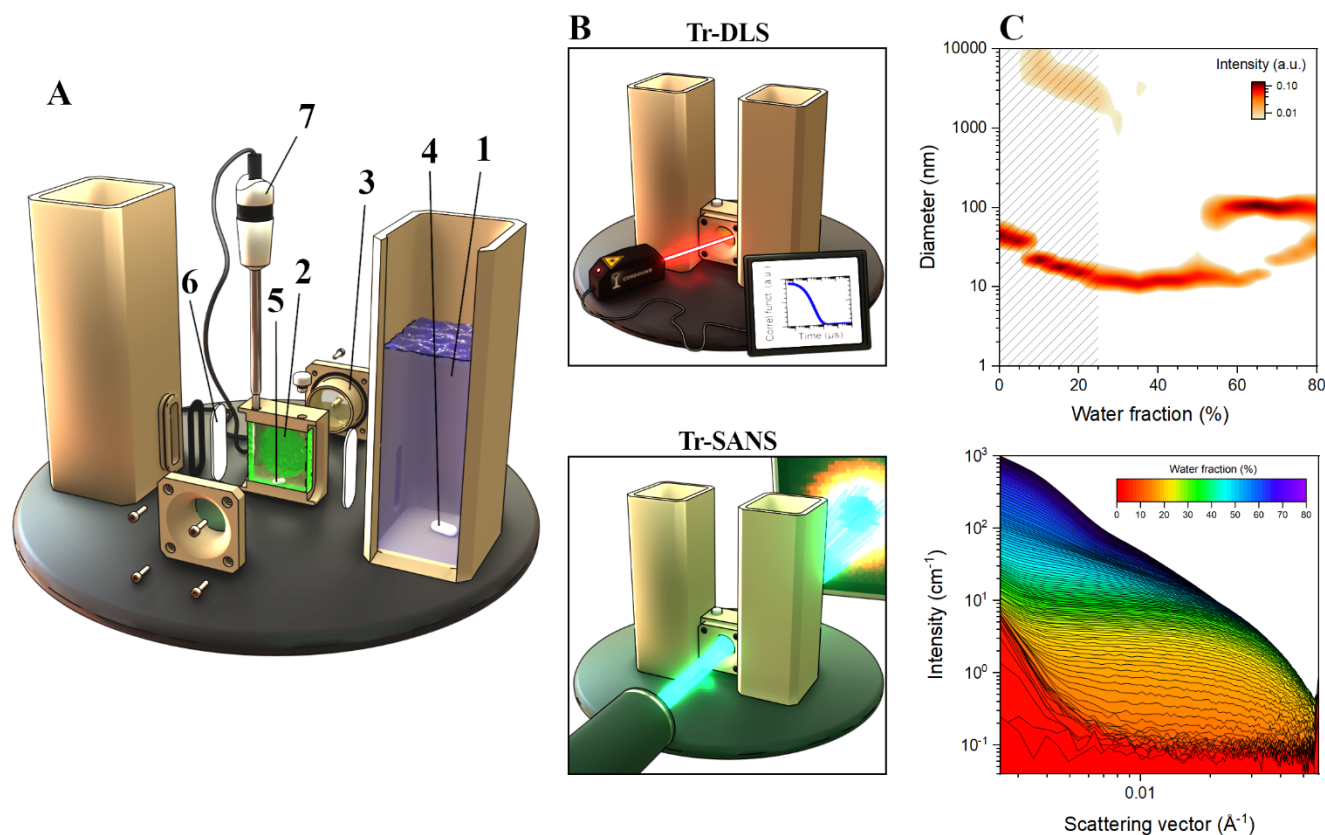 A
7
4
1
3
6
2
5
B
Tr-DLS
Correl.funct. (a.u.)
Time (µs)
Tr-SANS
C
Intensity (a.u.)
0.10
0.01
10000
1000
100
10
1
Diameter (nm)
0
20
40
60
80
Water fraction (%)
Water fraction (%)
0 10 20 30 40 50 60 70 80
10³
10²
10¹
10⁰
10⁻¹
Intensity (cm⁻¹)
0.01
Scattering vector (Å⁻¹)